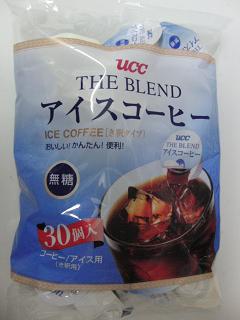 ucc
THE BLEND
アイスコーヒー
ICE COFFEE [き釈タイプ]
おいしい! かんたん! 便利!
無糖
ucc
THE BLEND
アイスコーヒー
30個入
コーヒー/アイス用
(き釈用)